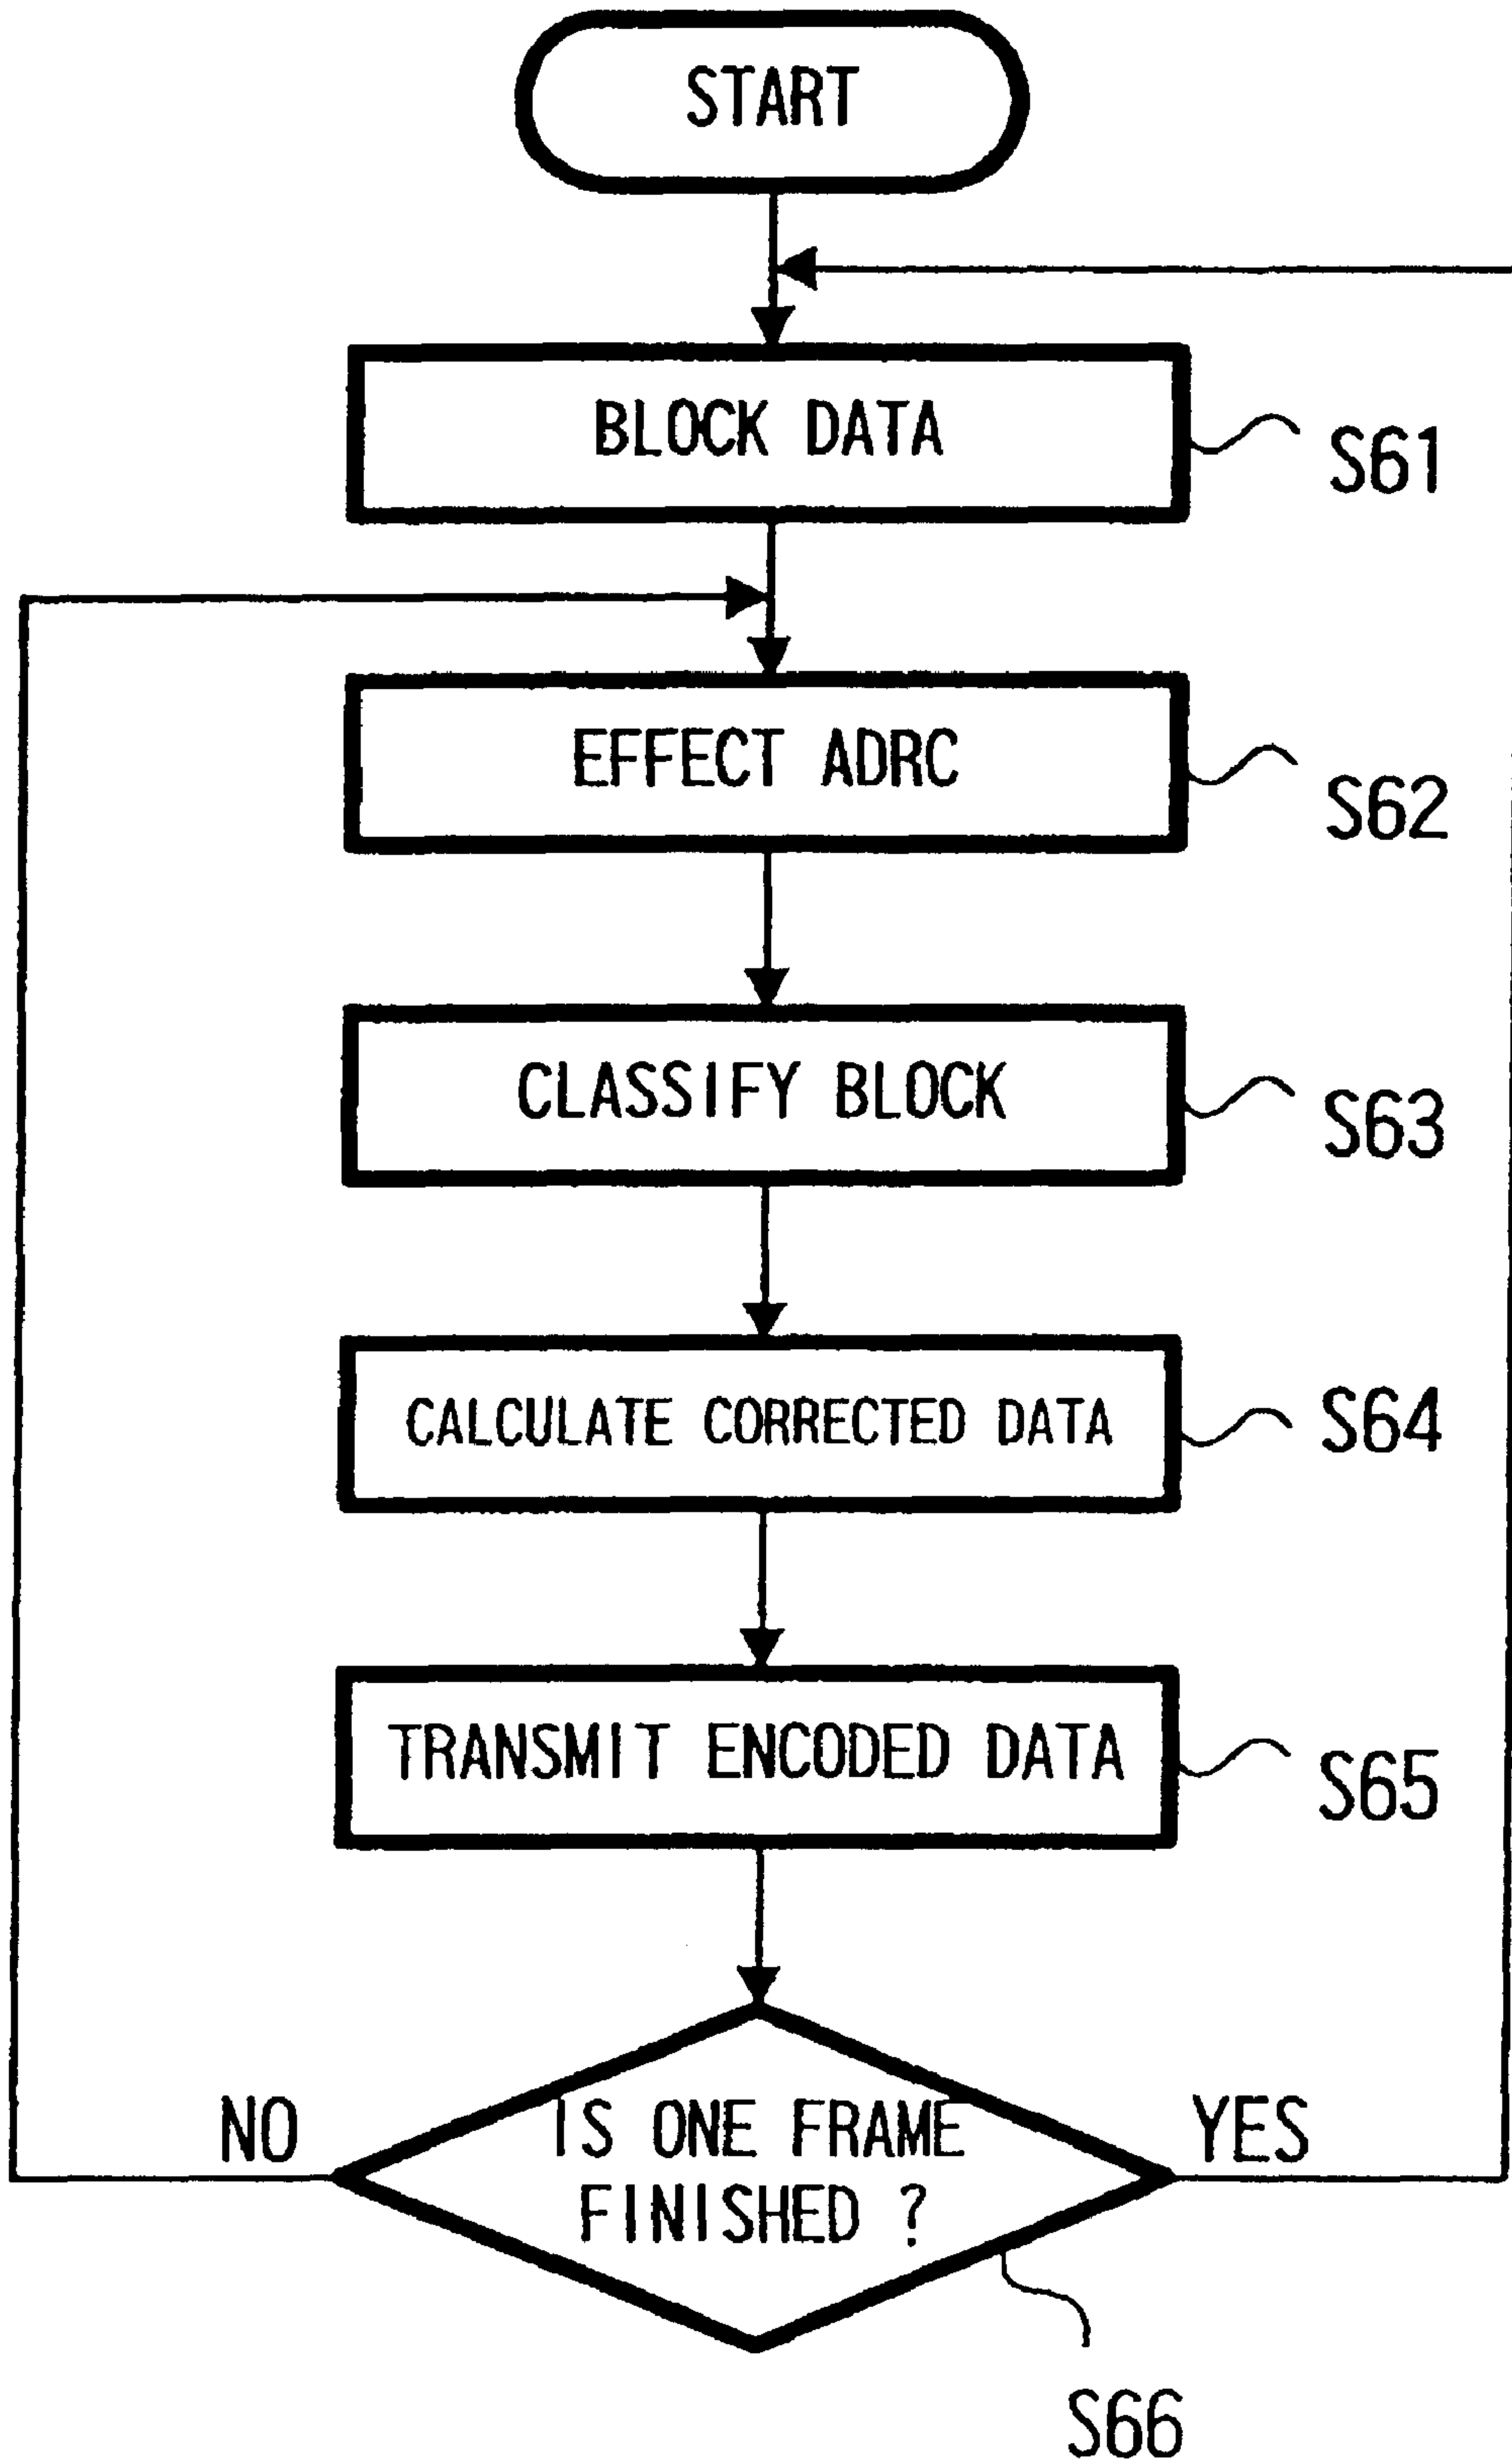 START
BLOCK DATA
S61
EFFECT ADRC
S62
CLASSIFY BLOCK
S63
CALCULATE CORRECTED DATA
S64
TRANSMIT ENCODED DATA
S65
NO
IS ONE FRAME
FINISHED ?
YES
S66